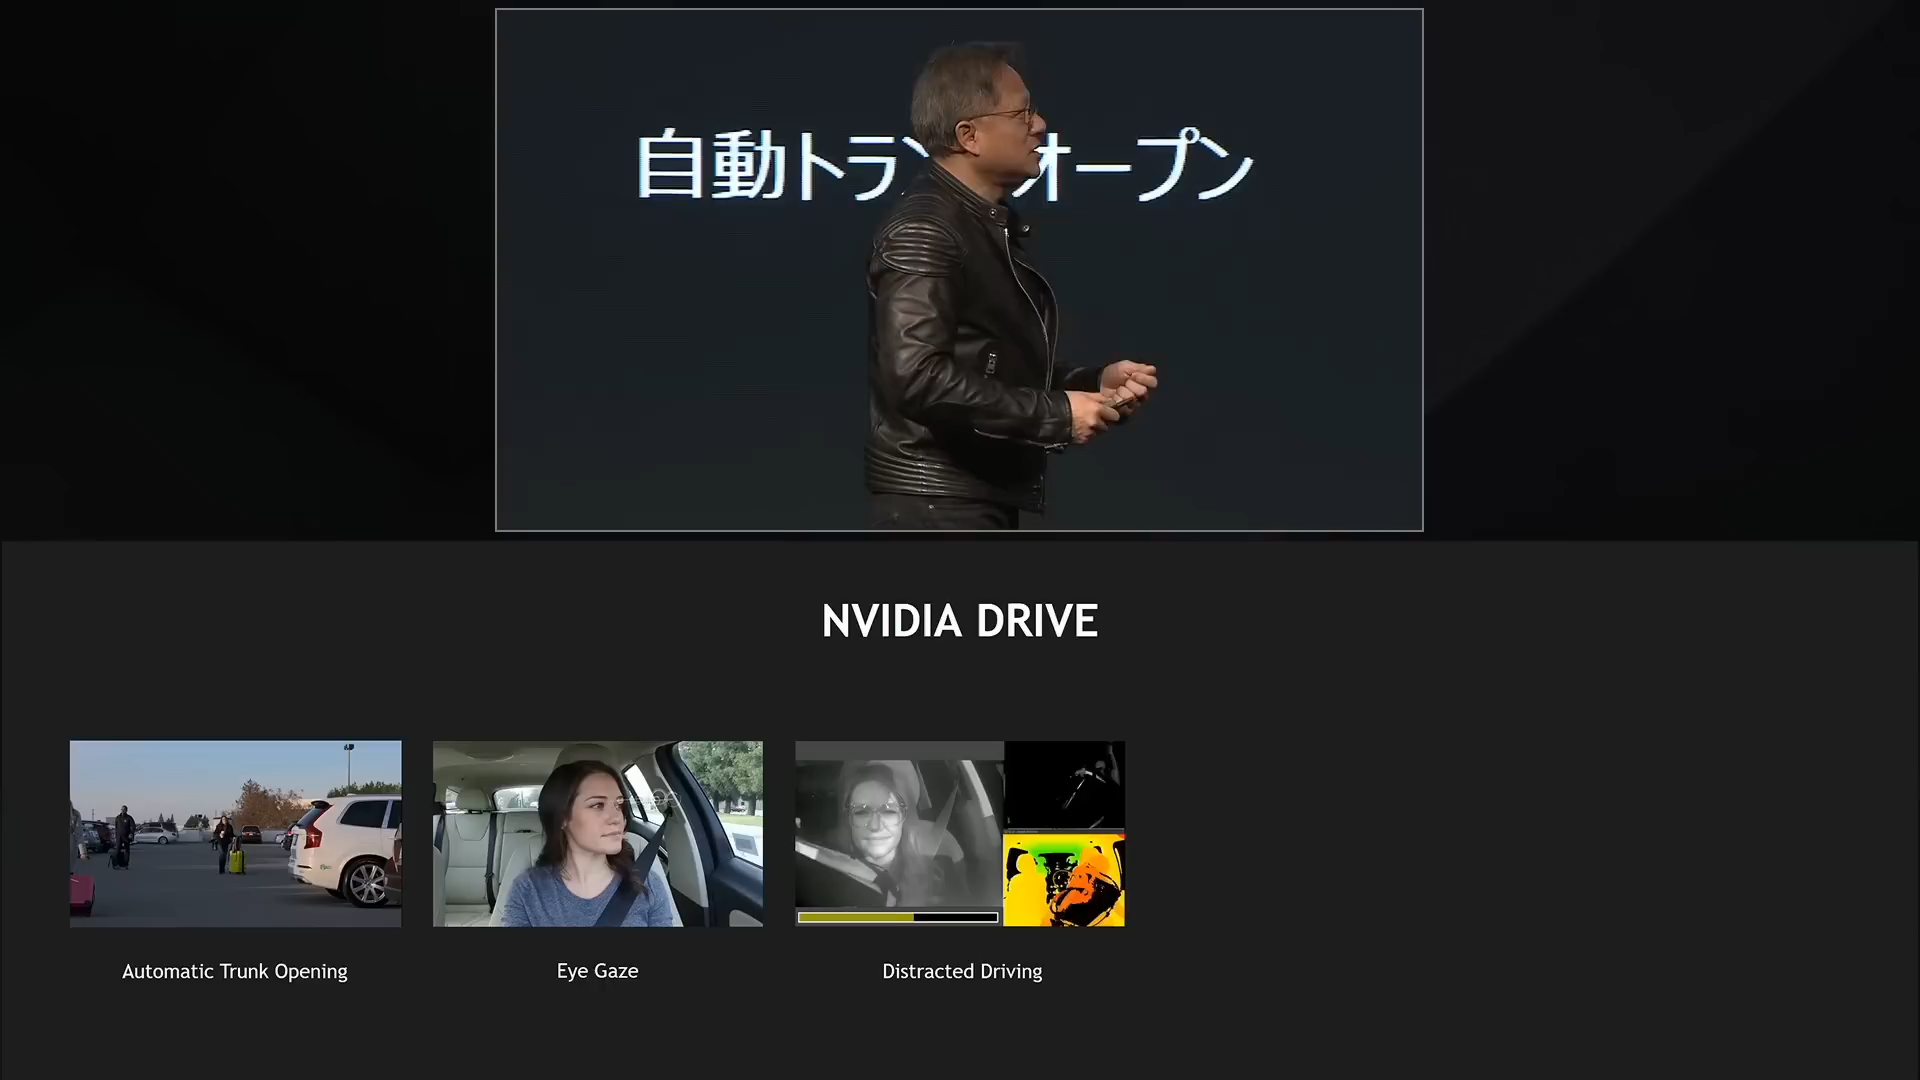 自動トラ オープン
NVIDIA DRIVE
Automatic Trunk Opening
Eye Gaze
Distracted Driving